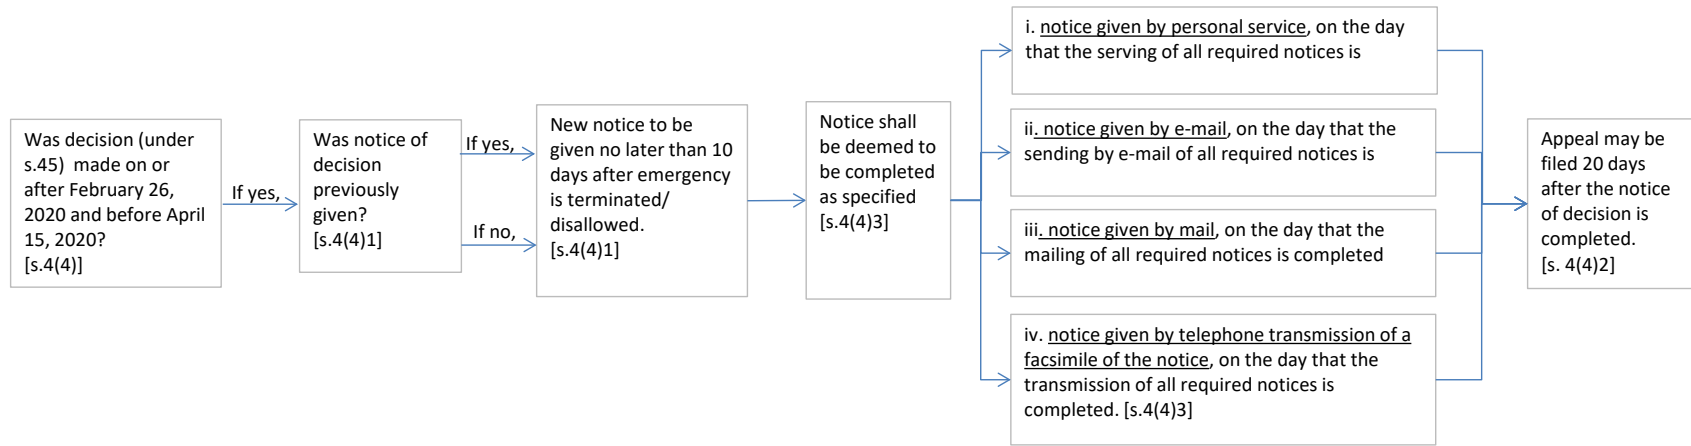 Was decision (under
s.45) made on or
after February 26,
2020 and before April
15, 2020?
[s.4(4)]
If yes,
Was notice of
decision
previously
given?
[s.4(4)1]
If yes,
If no,
New notice to be
given no later than 10
days after emergency
is terminated/
disallowed.
[s.4(4)1]
Notice shall
be deemed to
be completed
as specified
[s.4(4)3]
i. notice given by personal service, on the day
that the serving of all required notices is
ii. notice given by e-mail, on the day that the
sending by e-mail of all required notices is
iii. notice given by mail, on the day that the
mailing of all required notices is completed
iv. notice given by telephone transmission of a
facsimile of the notice, on the day that the
transmission of all required notices is
completed. [s.4(4)3]
Appeal may be
filed 20 days
after the notice
of decision is
completed.
[s. 4(4)2]